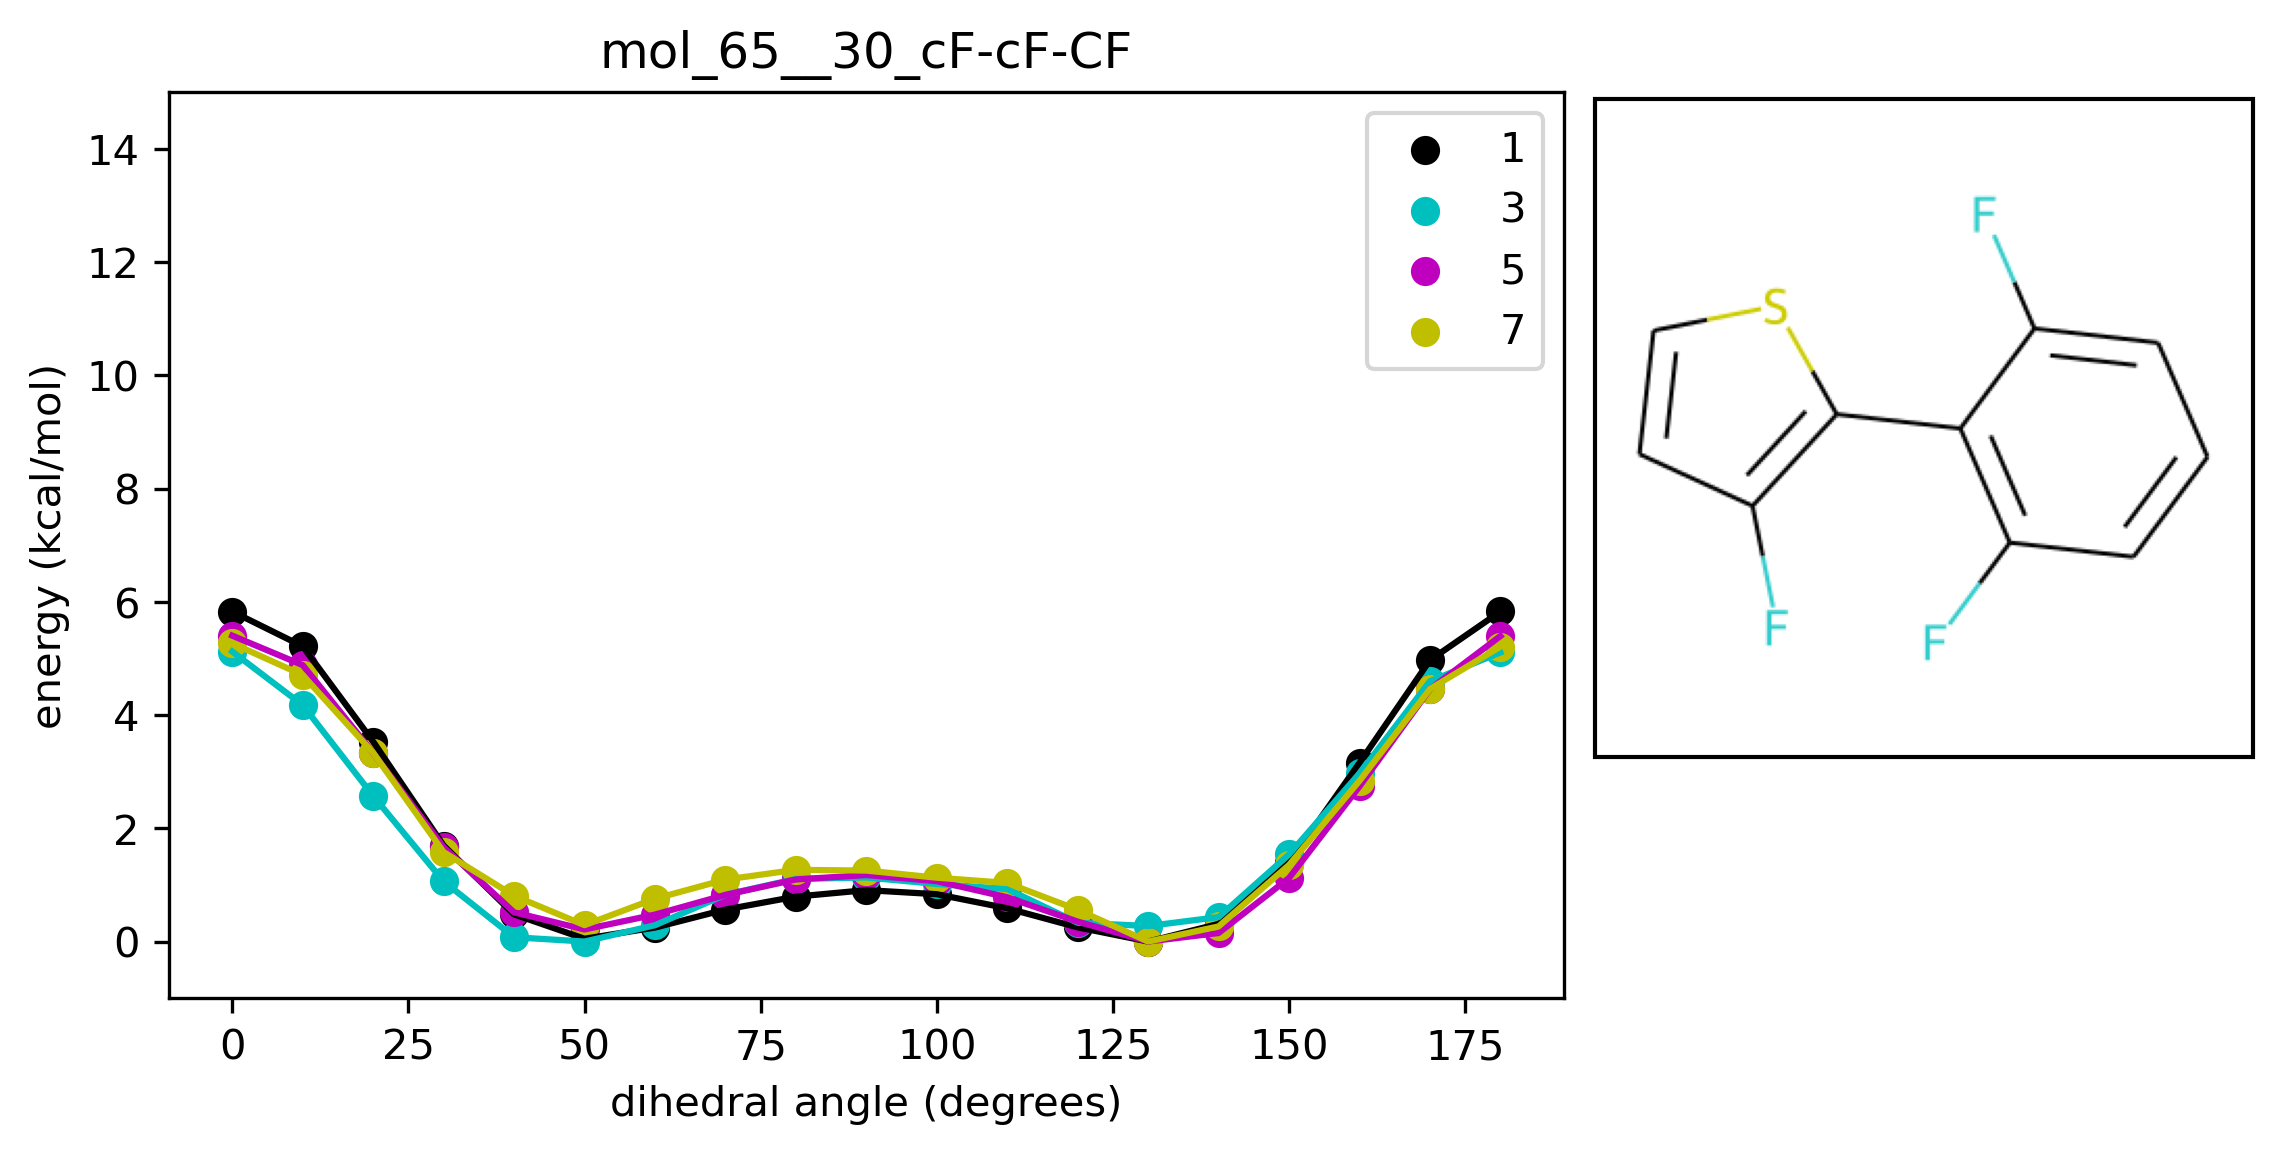 mol_65__30_cF-cF-CF
energy (kcal/mol)
14
12
10
8
6
4
2
0
1
3
5
7
0 25 50 75 100 125 150 175
dihedral angle (degrees)
F
S
F
F